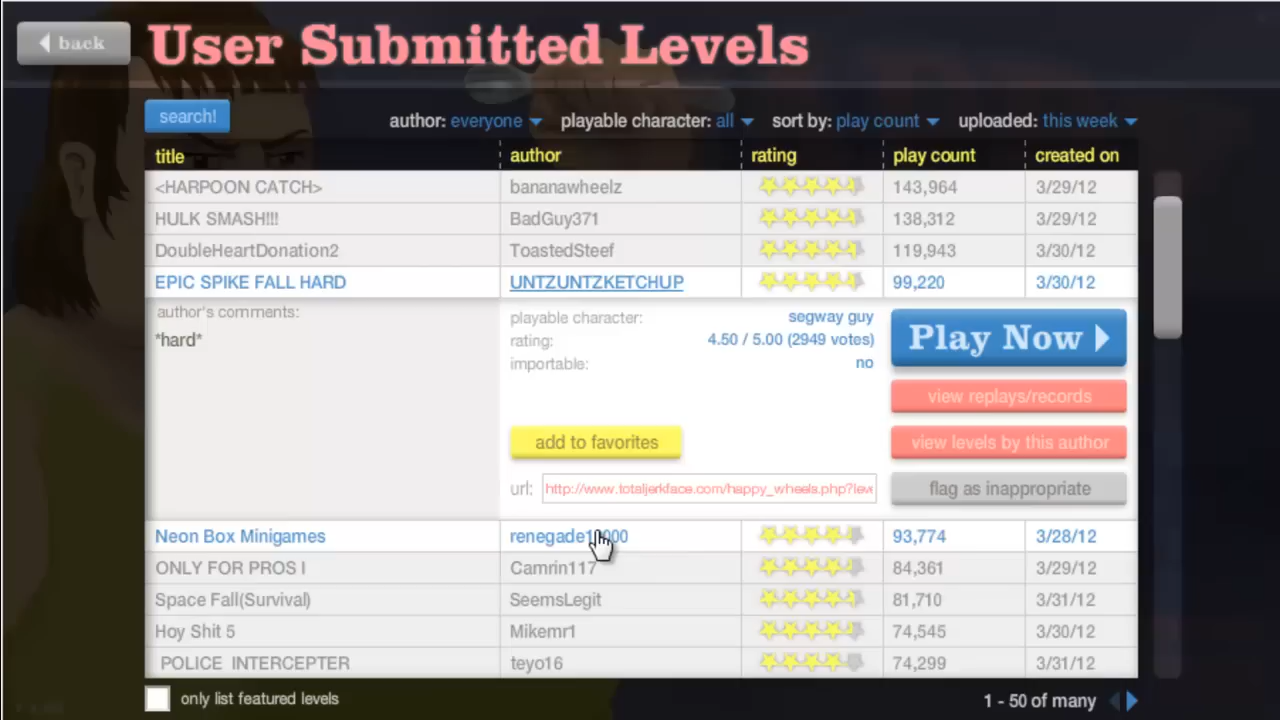 back
User Submitted Levels
search!
author: everyone playable character: all sort by: play count uploaded: this week
title author rating play count created on
<HARPOON CATCH> bananawheelz 143,964 3/29/12
HULK SMASH!!! BadGuy371 138,312 3/29/12
DoubleHeartDonation2 ToastedSteef 119,943 3/30/12
EPIC SPIKE FALL HARD UNTZUNTZKETCHUP 99,220 3/30/12
author's comments:
*hard*
playable character: segway guy
rating: 4.50 / 5.00 (2949 votes)
importable: no
add to favorites
url: http://www.totaljerkface.com/happy_wheels.php?leve
Play Now
view replays/records
view levels by this author
flag as inappropriate
Neon Box Minigames 93,774 3/28/12
ONLY FOR PROS I Camrin117 84,361 3/29/12
Space Fall(Survival) SeemsLegit 81,710 3/31/12
Hoy Shit 5 Mikemr1 74,545 3/30/12
POLICE INTERCEPTER teyo16 74,299 3/31/12
only list featured levels
1 - 50 of many